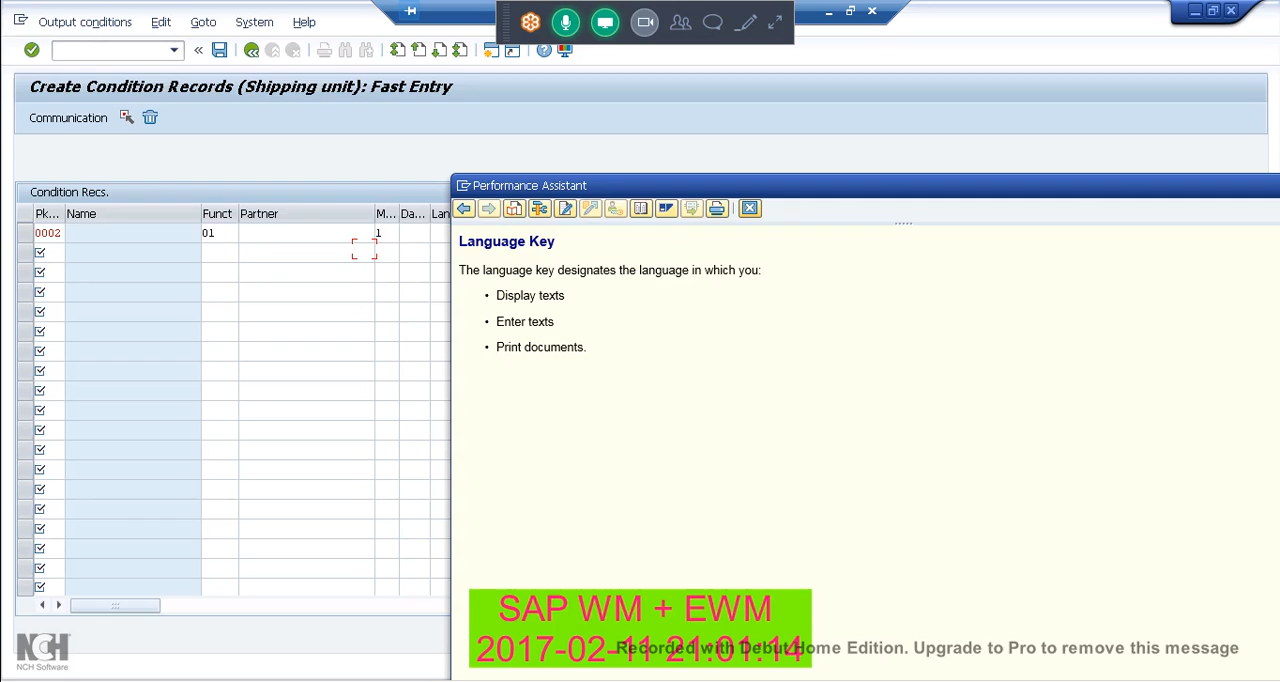 Output conditions Edit Goto System Help
Create Condition Records (Shipping unit): Fast Entry
Communication
Condition Recs.
Pk... Name Funct Partner M... Da... Lan
0002 01 1
Performance Assistant
Language Key
The language key designates the language in which you:
• Display texts
• Enter texts
• Print documents.
SAP WM + EWM
2017-02-11 21:01:14
Recorded with Debut Home Edition. Upgrade to Pro to remove this message
NCH
NCH Software